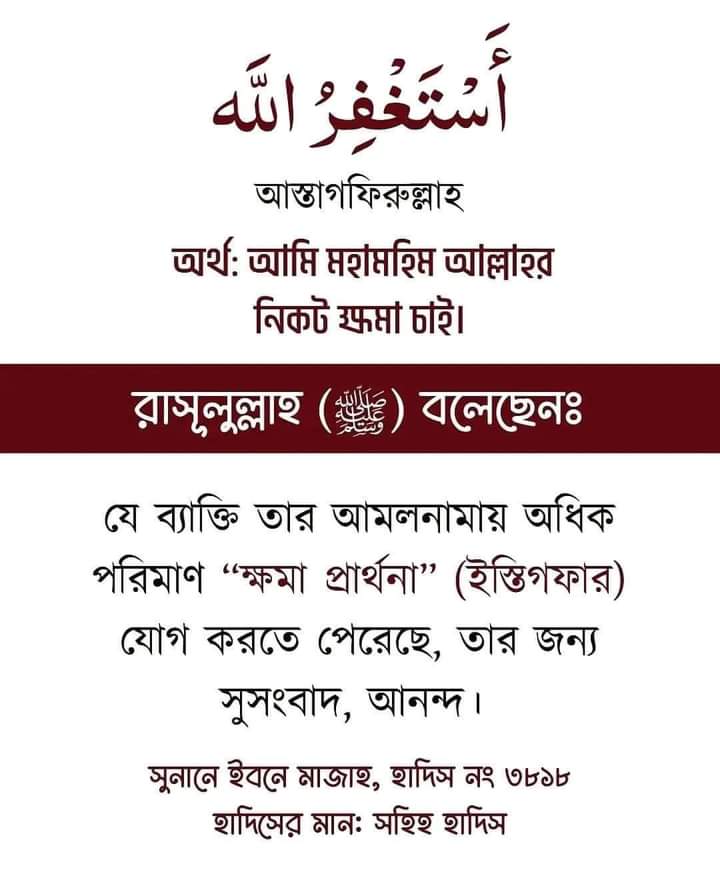 أَسْتَغْفِرُ اللَّه
আস্তাগফিরুল্লাহ
অর্থ: আমি মহামহিম আল্লাহর
নিকট ক্ষমা চাই।
রাসূলুল্লাহ (ﷺ) বলেছেনঃ
যে ব্যাক্তি তার আমলনামায় অধিক
পরিমাণ “ক্ষমা প্রার্থনা” (ইস্তিগফার)
যোগ করতে পেরেছে, তার জন্য
সুসংবাদ, আনন্দ।
সুনানে ইবনে মাজাহ, হাদিস নং ৩৮১৮
হাদিসের মান: সহিহ হাদিস